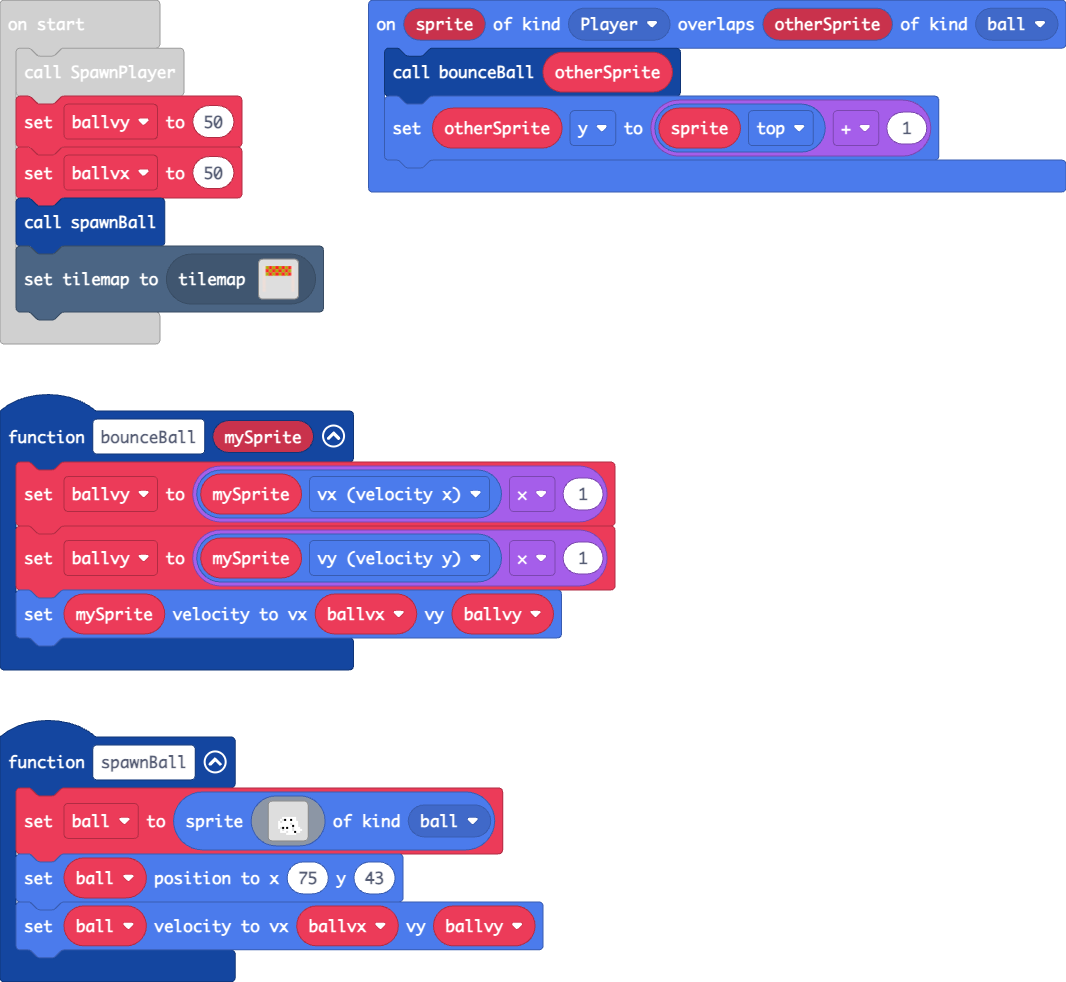 on start
call SpawnPlayer
set ballvy to 50
set ballvx to 50
call spawnBall
set tilemap to tilemap
on sprite of kind Player overlaps otherSprite of kind ball
call bounceBall otherSprite
set otherSprite y to sprite top + 1
function bounceBall mySprite
set ballvy to mySprite vx (velocity x) x 1
set ballvy to mySprite vy (velocity y) x 1
set mySprite velocity to vx ballvx vy ballvy
function spawnBall
set ball to sprite of kind ball
set ball position to x 75 y 43
set ball velocity to vx ballvx vy ballvy